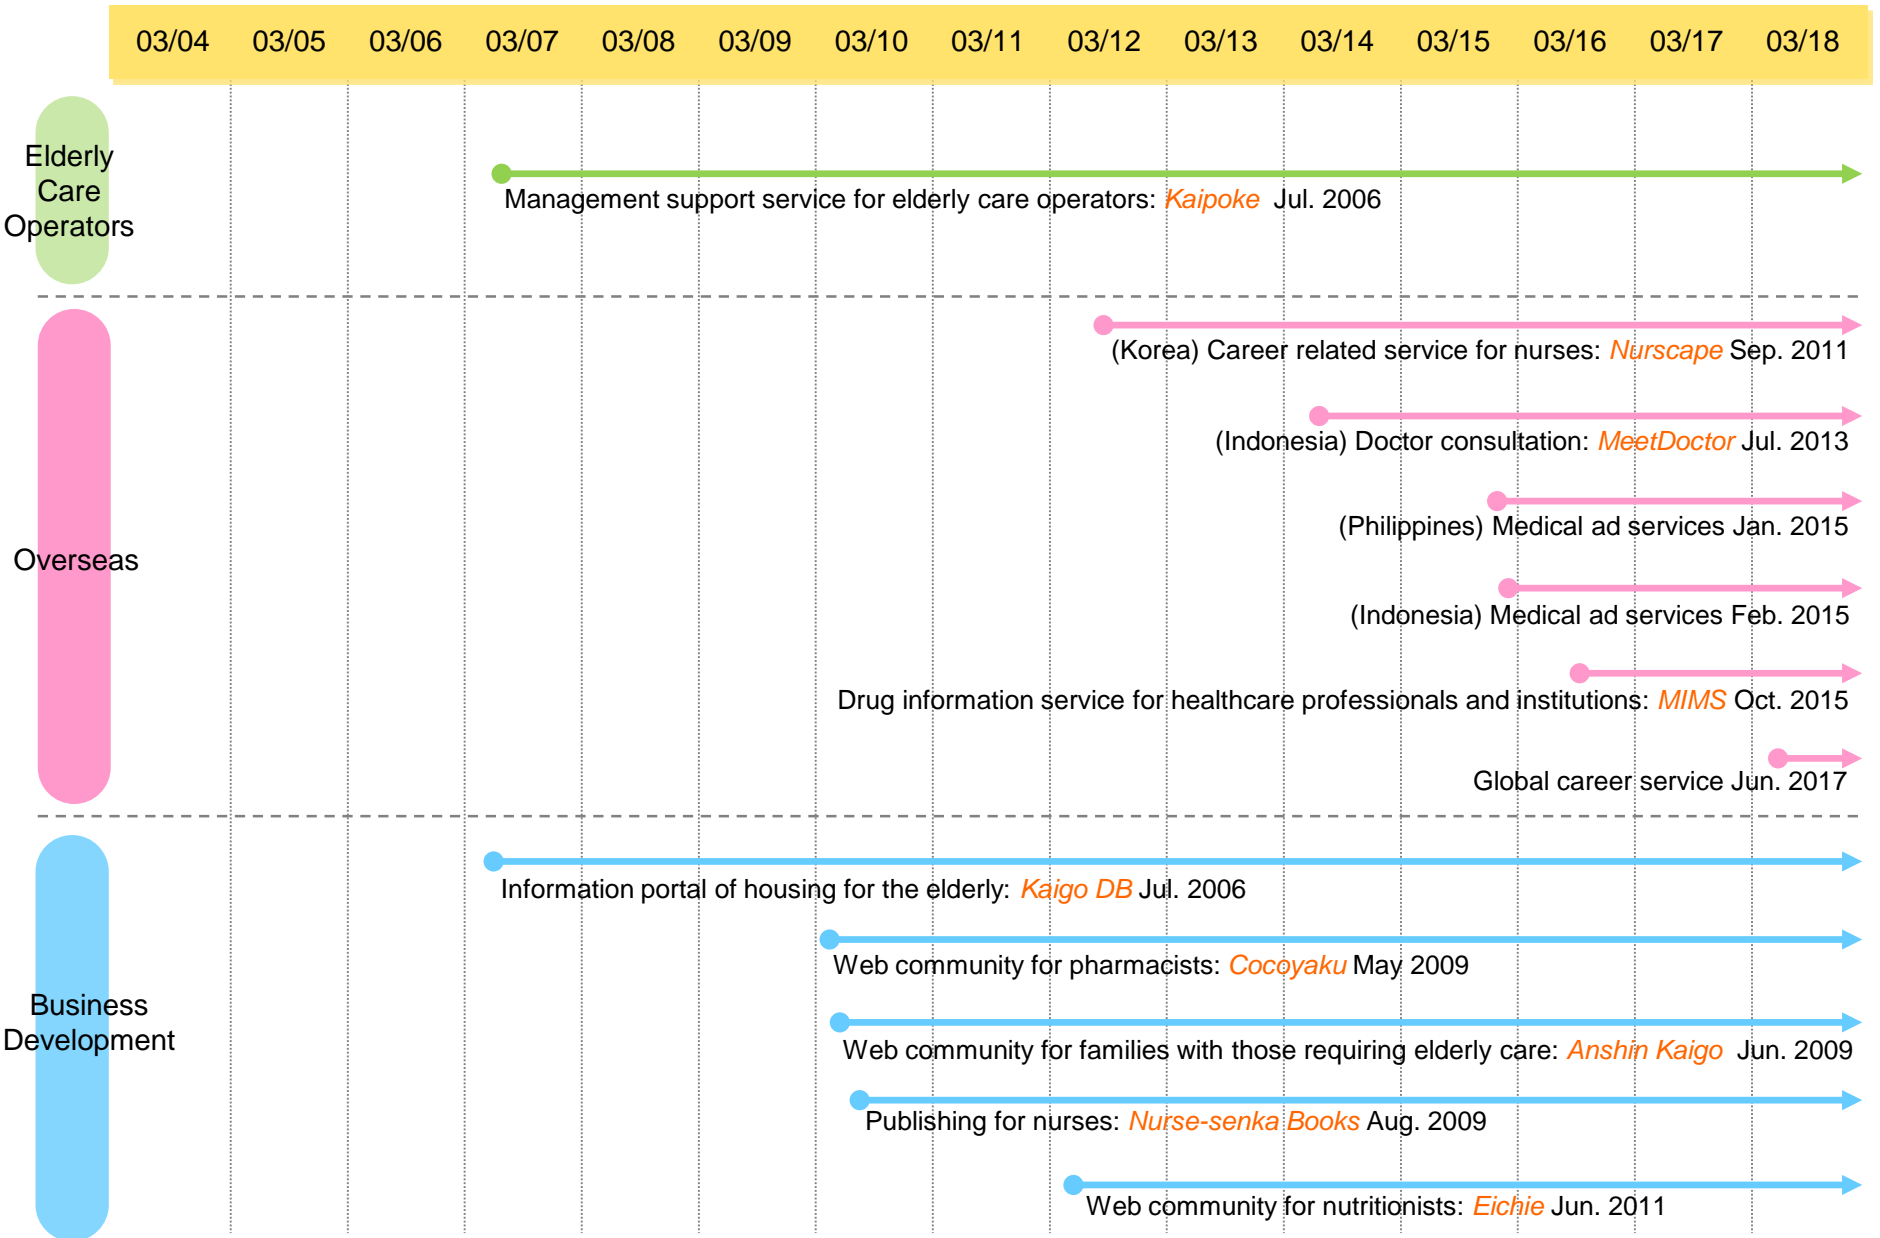 03/04 03/05 03/06 03/07 03/08 03/09 03/10 03/11 03/12 03/13 03/14 03/15 03/16 03/17 03/18
Elderly
Care
Operators
Management support service for elderly care operators: Kaipoke Jul. 2006
Overseas
(Korea) Career related service for nurses: Nurscape Sep. 2011
(Indonesia) Doctor consultation: MeetDoctor Jul. 2013
(Philippines) Medical ad services Jan. 2015
(Indonesia) Medical ad services Feb. 2015
Drug information service for healthcare professionals and institutions: MIMS Oct. 2015
Global career service Jun. 2017
Business
Development
Information portal of housing for the elderly: Kaigo DB Jul. 2006
Web community for pharmacists: Cocoyaku May 2009
Web community for families with those requiring elderly care: Anshin Kaigo Jun. 2009
Publishing for nurses: Nurse-senka Books Aug. 2009
Web community for nutritionists: Eichie Jun. 2011